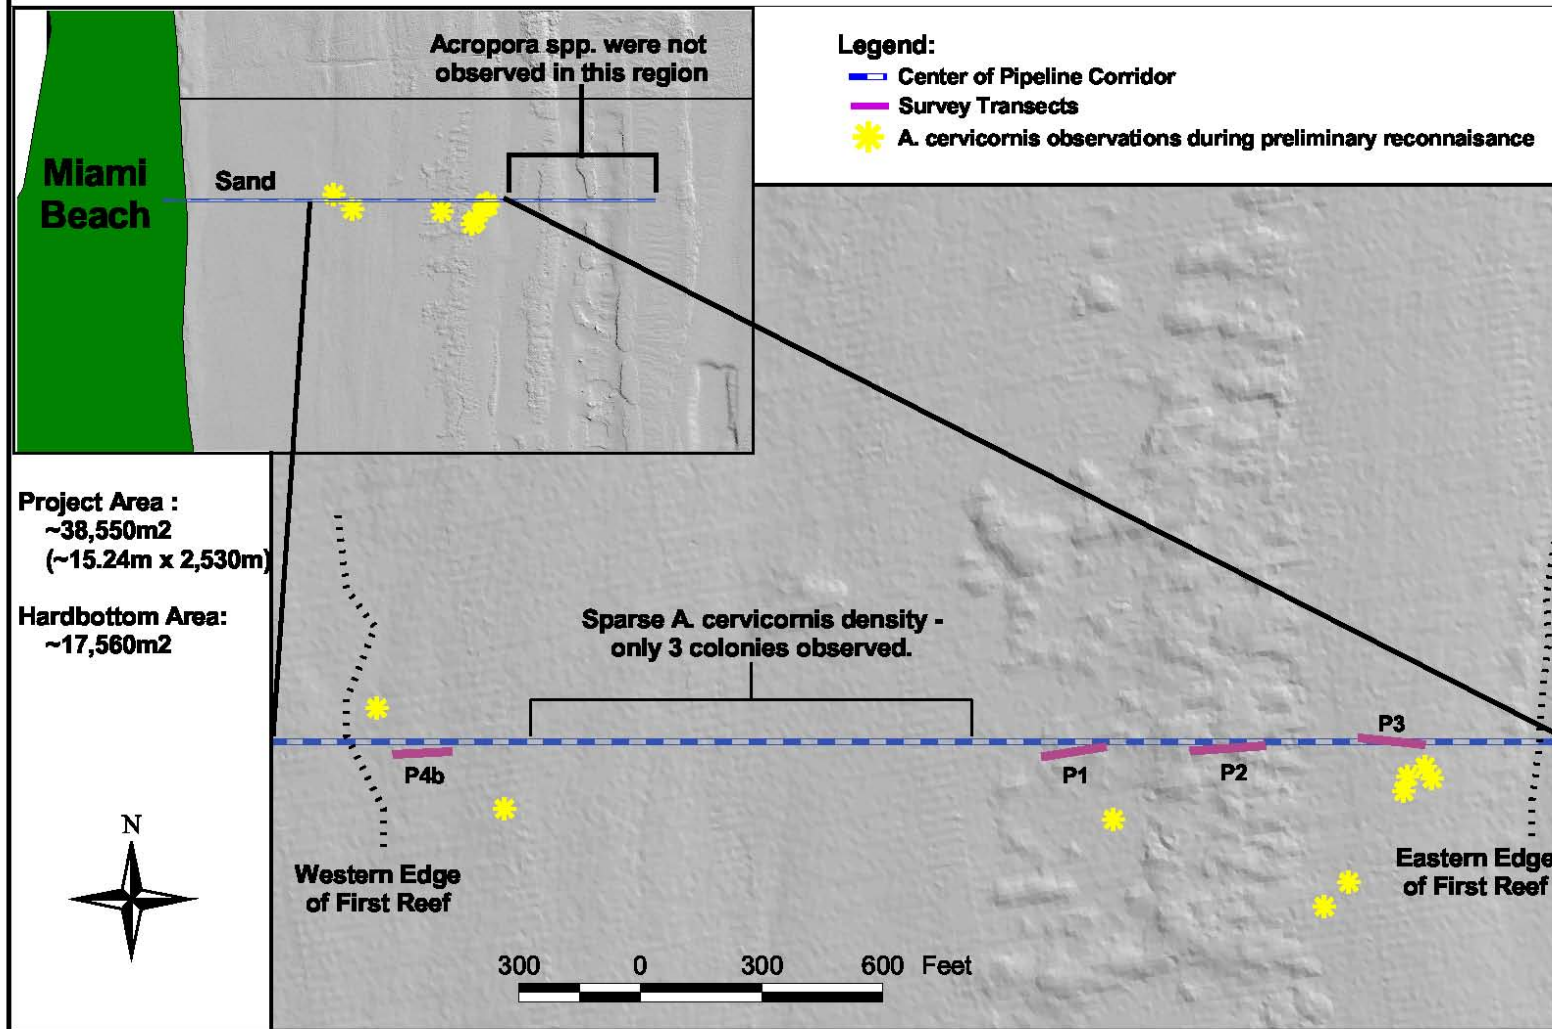 Acropora spp. were not
observed in this region
Miami
Beach
Sand
Legend:
Center of Pipeline Corridor
Survey Transects
A. cervicornis observations during preliminary reconnaisance
Project Area :
~38,550m2
(~15.24m x 2,530m)
Hardbottom Area:
~17,560m2
Sparse A. cervicornis density -
only 3 colonies observed.
P4b
P1
P2
P3
Western Edge
of First Reef
Eastern Edge
of First Reef
N
300 0 300 600 Feet